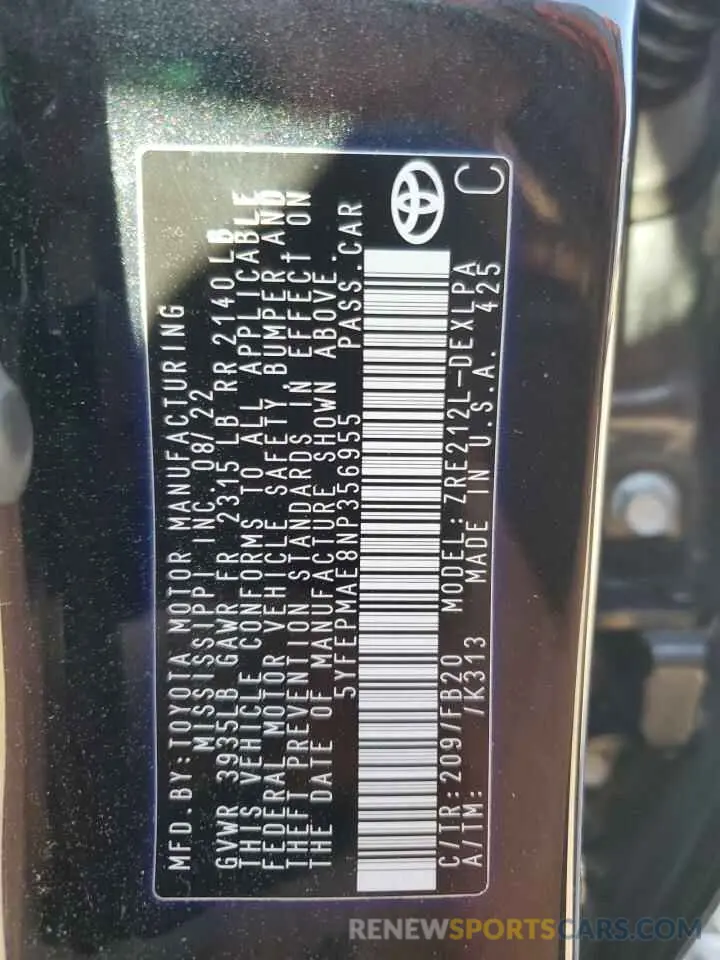 MFD.BY:TOYOTA MOTOR MANUFACTURING
MISSISSIPPI INC. 08/22
GVWR 3935LB GAWR FR 2315 LB RR 2140 LB
THIS VEHICLE CONFORMS TO ALL APPLICABLE
FEDERAL MOTOR VEHICLE SAFETY, BUMPER AND
THEFT PREVENTION STANDARDS IN EFFECT ON
THE DATE OF MANUFACTURE SHOWN ABOVE.
5YFEPMAE8NP356955 PASS.CAR
C/TR:209/FB20 MODEL:ZRE212L-DEXLPA
A/TM: /K313 MADE IN U.S.A. 425
C
RENEWSPORTSCARS.COM